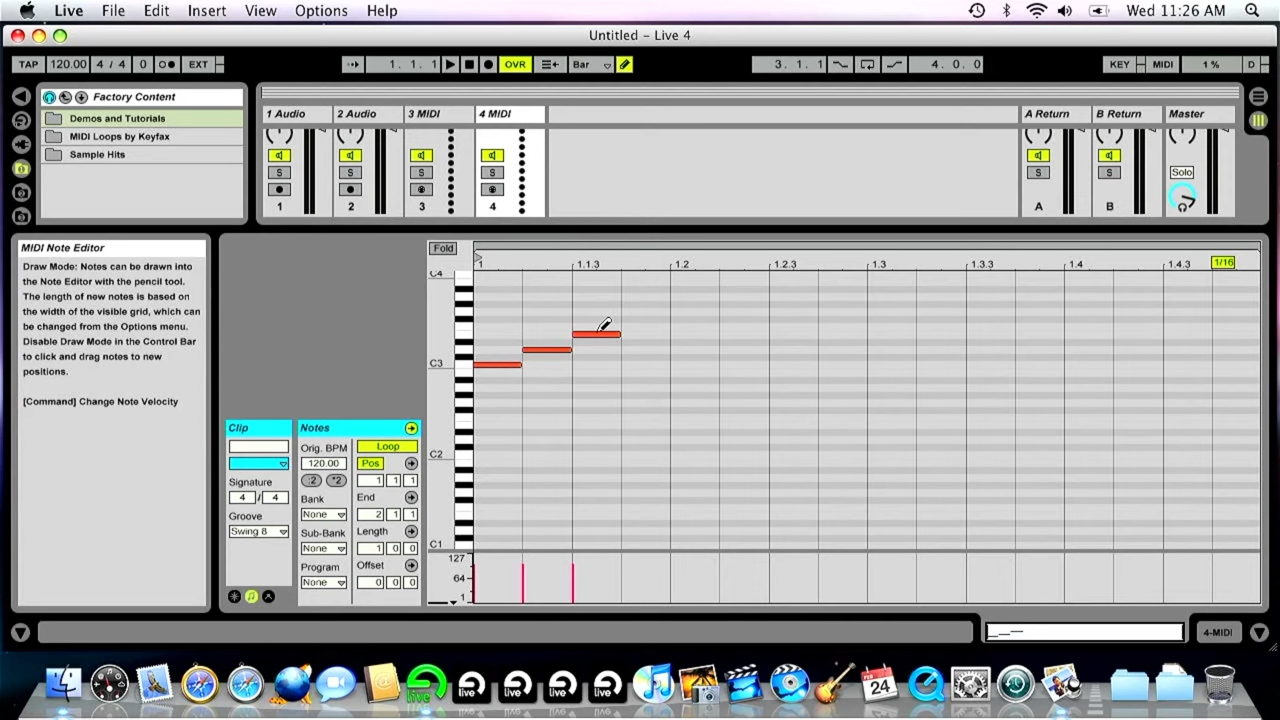 Live File Edit Insert View Options Help Wed 11:26 AM
Untitled – Live 4
TAP 120.00 4 / 4 0 EXT 1. 1. 1 OVR Bar 3. 1. 1 4. 0. 0 KEY MIDI 1 % D
Factory Content
Demos and Tutorials
MIDI Loops by Keyfax
Sample Hits
1 Audio 2 Audio 3 MIDI 4 MIDI A Return B Return Master
S S S S S S Solo
1 2 3 4 A B
MIDI Note Editor
Draw Mode: Notes can be drawn into
the Note Editor with the pencil tool.
The length of new notes is based on
the width of the visible grid, which can
be changed from the Options menu.
Disable Draw Mode in the Control Bar
to click and drag notes to new
positions.
[Command] Change Note Velocity
Fold
1 1.1.3 1.2 1.2.3 1.3 1.3.3 1.4 1.4.3 1/16
C4
C3
C2
C1
127
64
1
Clip
Signature
4 / 4
Groove
Swing 8
Notes
Orig. BPM Loop
120.00 Pos
:2 *2 1 1 1
Bank End
None 2 1 1
Sub-Bank Length
None 1 0 0
Program Offset
None 0 0 0
4-MIDI
live live live live live
FEB
24